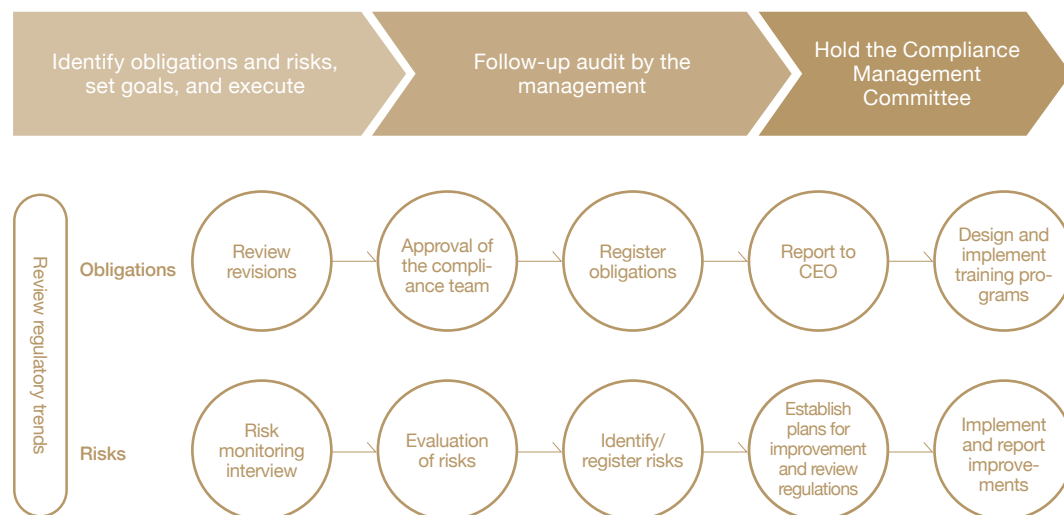 Identify obligations and risks,
set goals, and execute
Follow-up audit by the
management
Hold the Compliance
Management
Committee
Review regulatory trends
Obligations
Review
revisions
Approval of
the compli-
ance team
Register
obligations
Report to
CEO
Design and
implement
training pro-
grams
Risks
Risk
monitoring
interview
Evaluation
of risks
Identify/
register risks
Establish
plans for
improvement
and review
regulations
Implement
and report
improve-
ments